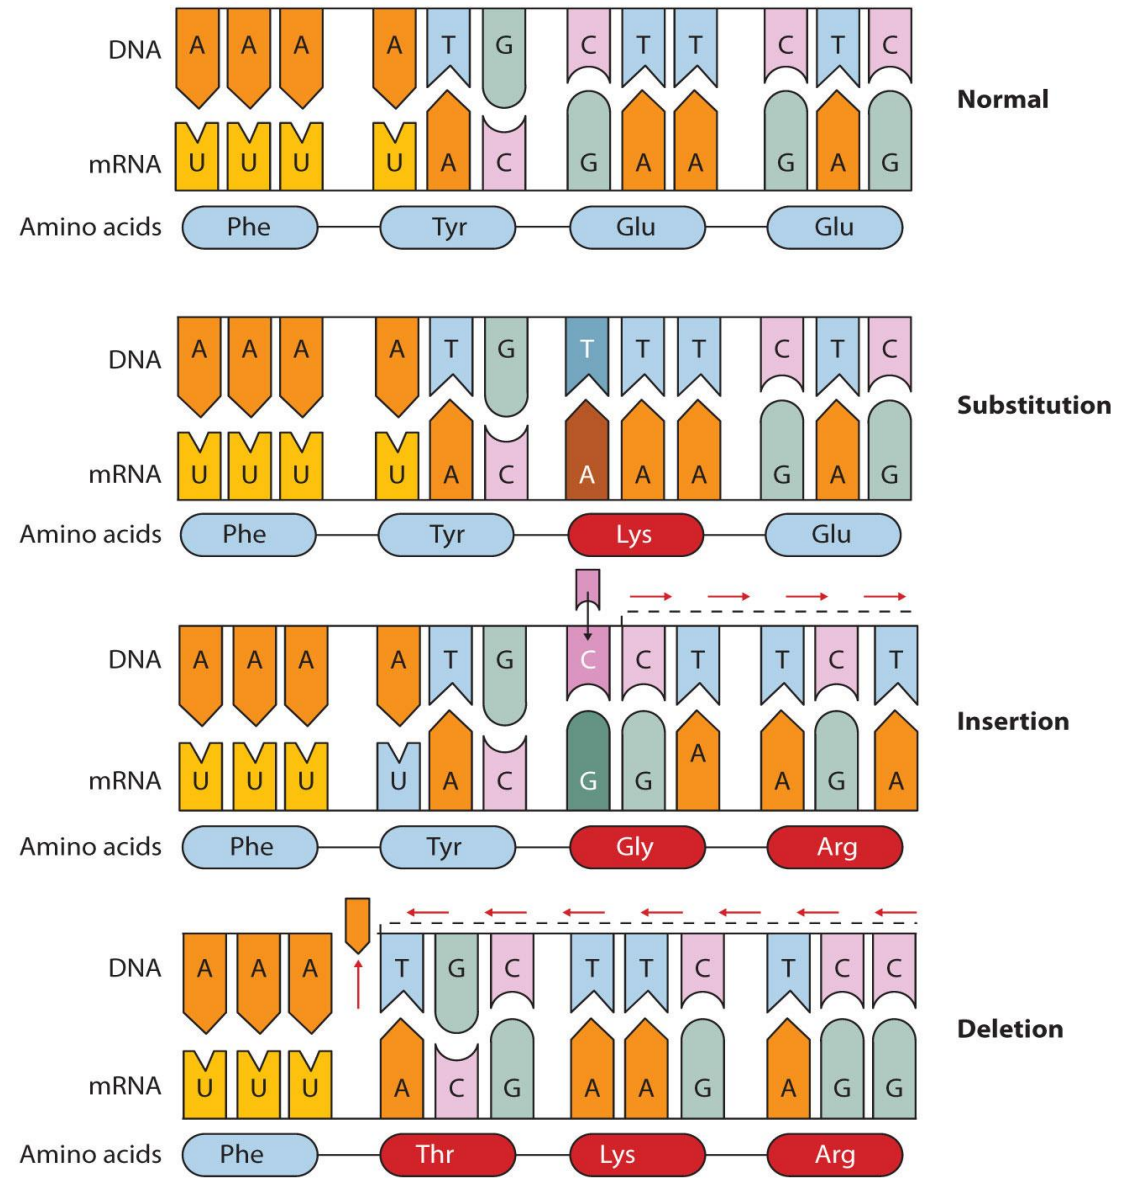 DNA A A A A T G C T T C T C
Normal
mRNA U U U U A C G A A G A G
Amino acids Phe Tyr Glu Glu
DNA A A A A T G T T T C T C
Substitution
mRNA U U U U A C A A A G A G
Amino acids Phe Tyr Lys Glu
DNA A A A A T G C C T T C T
Insertion
mRNA U U U U A C G G A A G A
Amino acids Phe Tyr Gly Arg
DNA A A A T G C T T C T C C
Deletion
mRNA U U U A C G A A G A G G
Amino acids Phe Thr Lys Arg